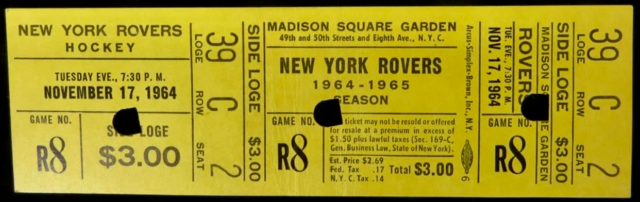 NEW YORK ROVERS
HOCKEY
TUESDAY EVE., 7:30 P. M.
NOVEMBER 17, 1964
GAME NO.
R8
SIDE LOGE
$3.00
39
LOGE
C
ROW
2
SEAT
SIDE LOGE
$3.00
MADISON SQUARE GARDEN
49th and 50th Streets and Eighth Ave., N.Y.C.
NEW YORK ROVERS
1964-1965
SEASON
GAME NO.
R8
ticket may not be resold or offered
for resale at a premium in excess of
$1.50 plus lawful taxes (Sec. 169-C,
Gen. Business Law, State of New York).
Est. Price $2.69
Fed. Tax .17 Total $3.00
N.Y.C. Tax .14
Arcus-Simplex-Brown, Inc., N.Y.
6
TUE. EVE., 7:30 P.M.
NOV. 17, 1964
ROVERS
GAME NO.
R8
MADISON SQUARE GARDEN
SIDE LOGE
$3.00
39
LOGE
C
ROW
2
SEAT